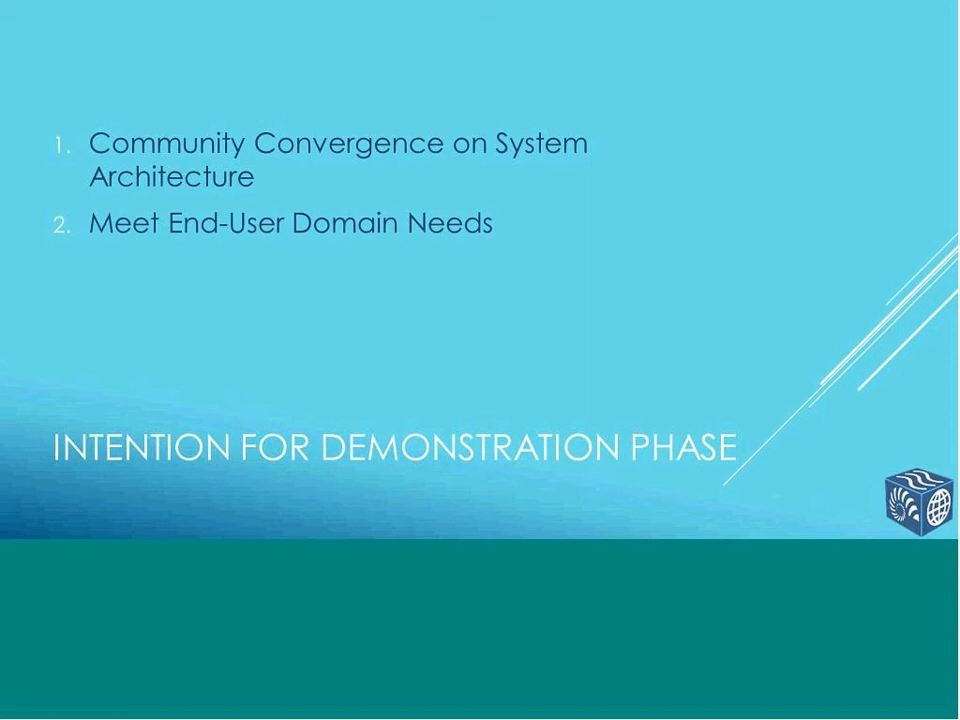 1. Community Convergence on System
Architecture
2. Meet End-User Domain Needs
INTENTION FOR DEMONSTRATION PHASE